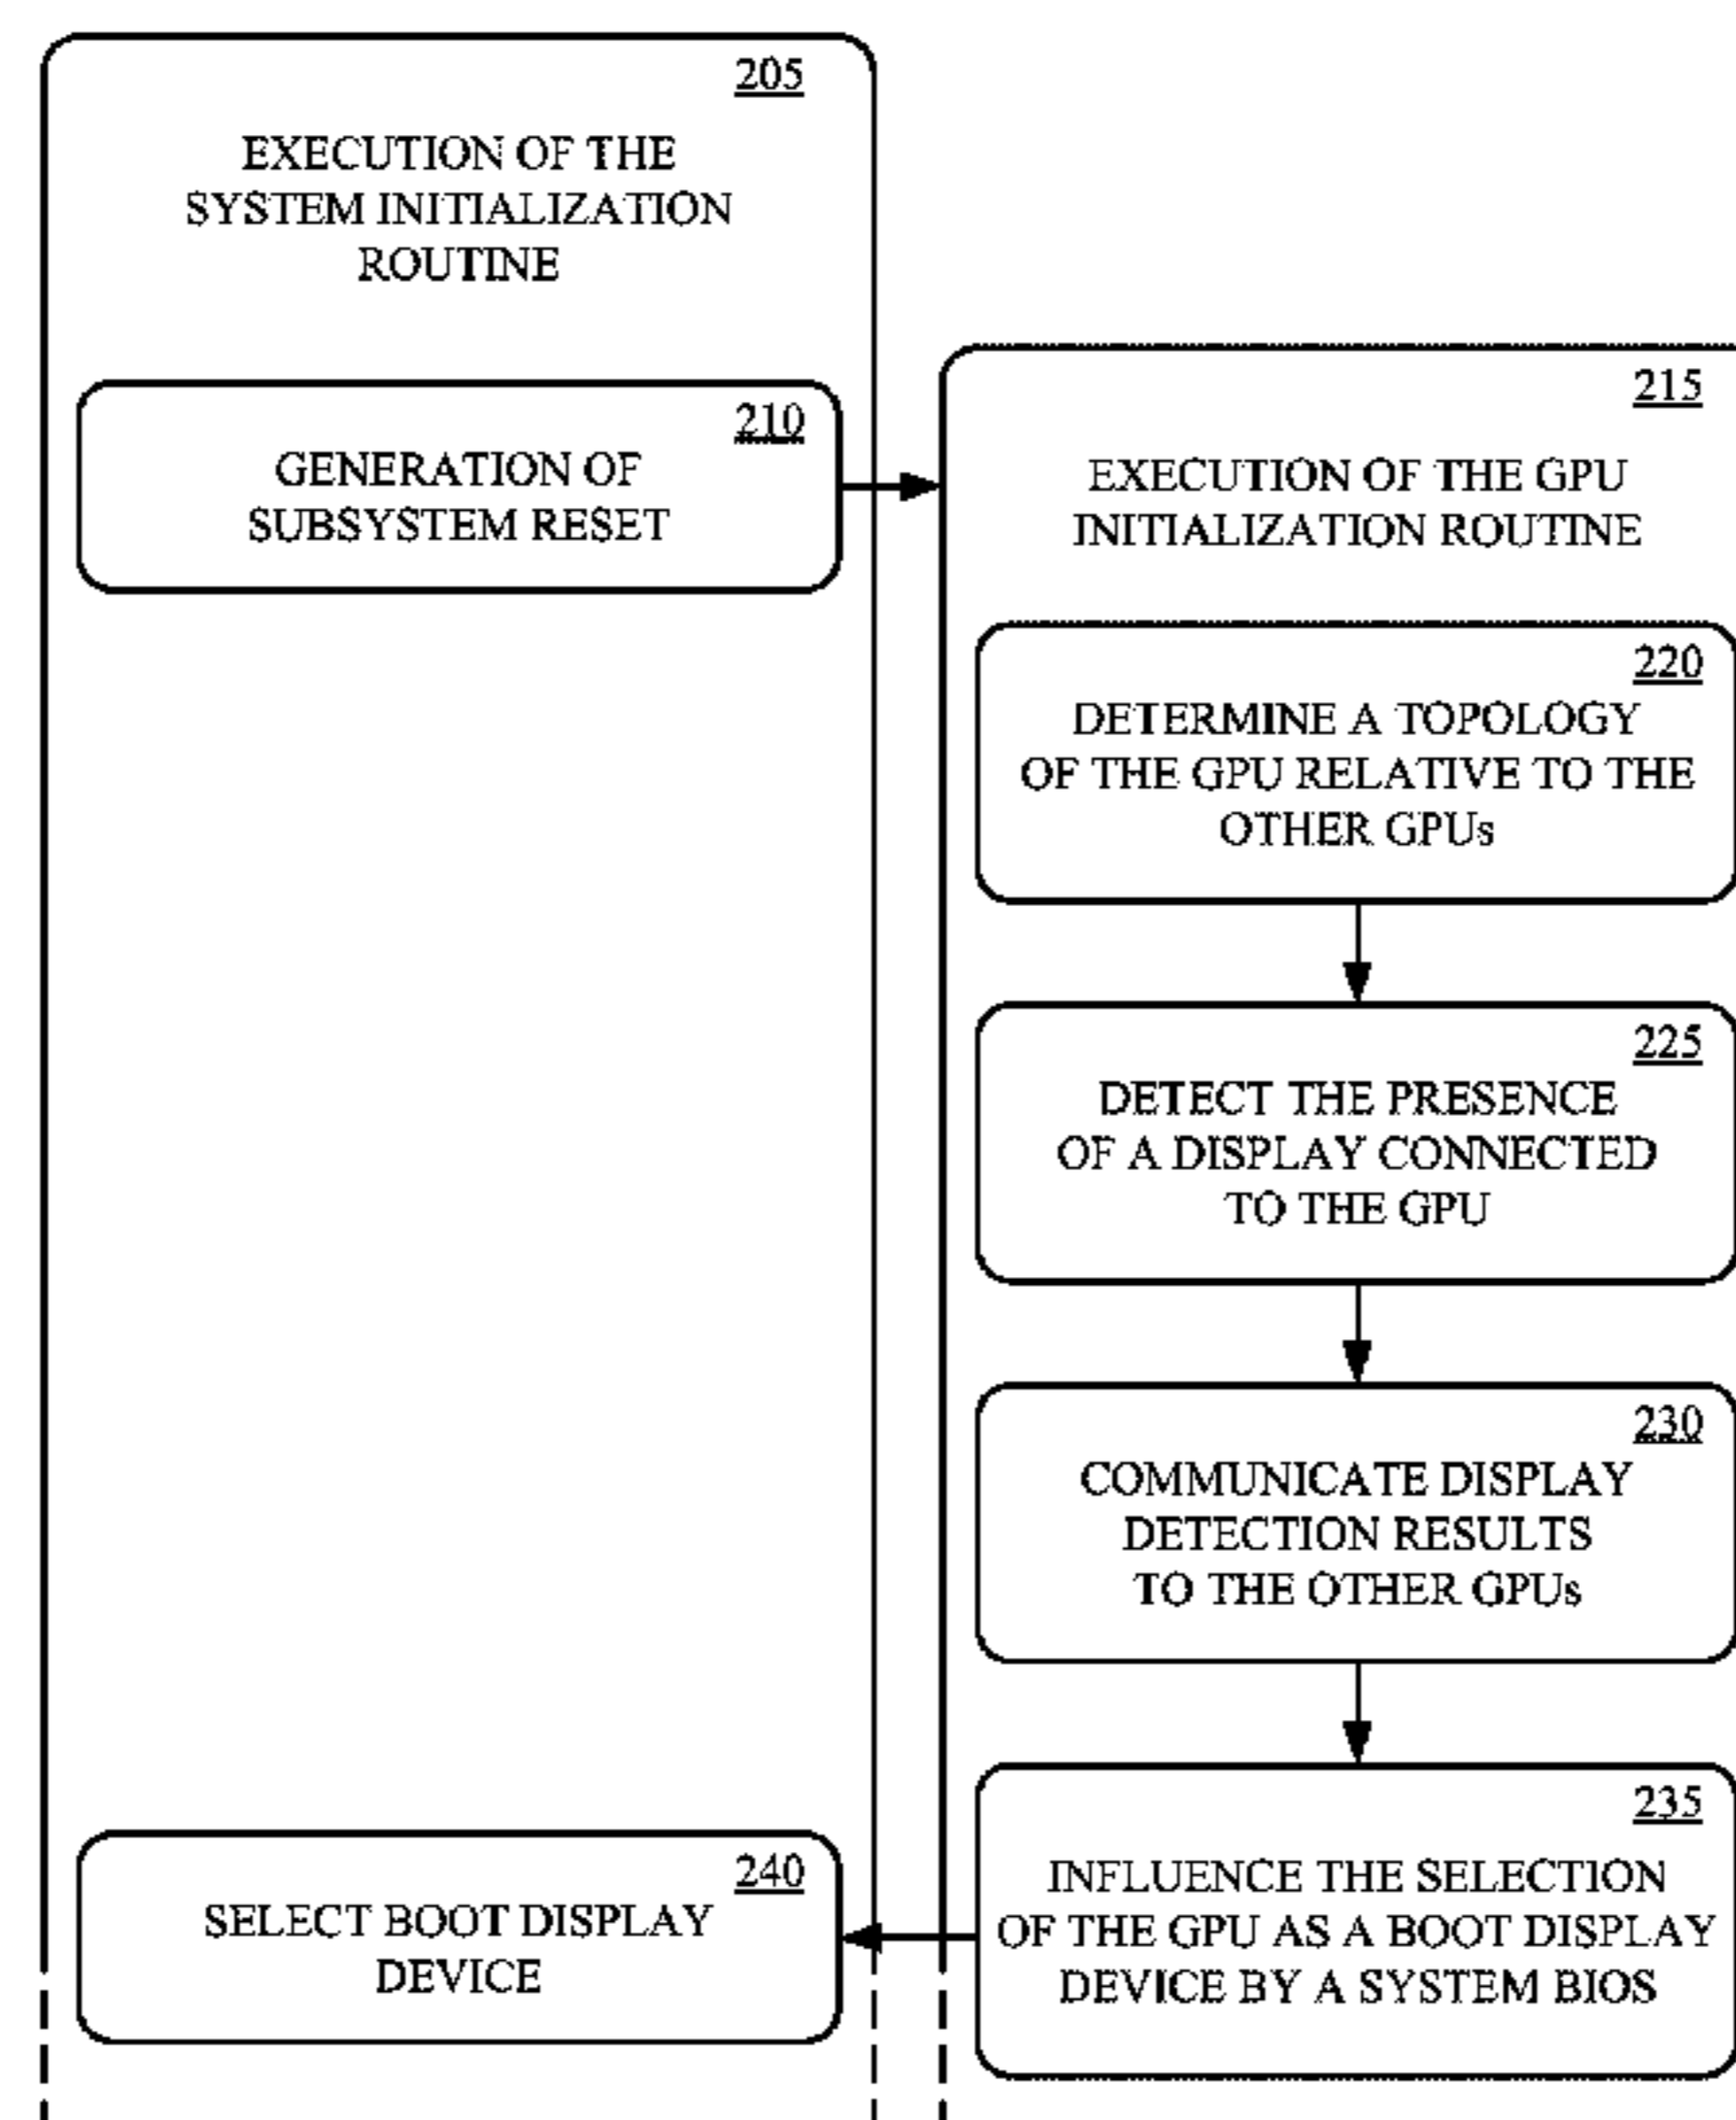 205
EXECUTION OF THE
SYSTEM INITIALIZATION
ROUTINE
210
GENERATION OF
SUBSYSTEM RESET
215
EXECUTION OF THE GPU
INITIALIZATION ROUTINE
220
DETERMINE A TOPOLOGY
OF THE GPU RELATIVE TO THE
OTHER GPUs
225
DETECT THE PRESENCE
OF A DISPLAY CONNECTED
TO THE GPU
230
COMMUNICATE DISPLAY
DETECTION RESULTS
TO THE OTHER GPUs
235
INFLUENCE THE SELECTION
OF THE GPU AS A BOOT DISPLAY
DEVICE BY A SYSTEM BIOS
240
SELECT BOOT DISPLAY
DEVICE